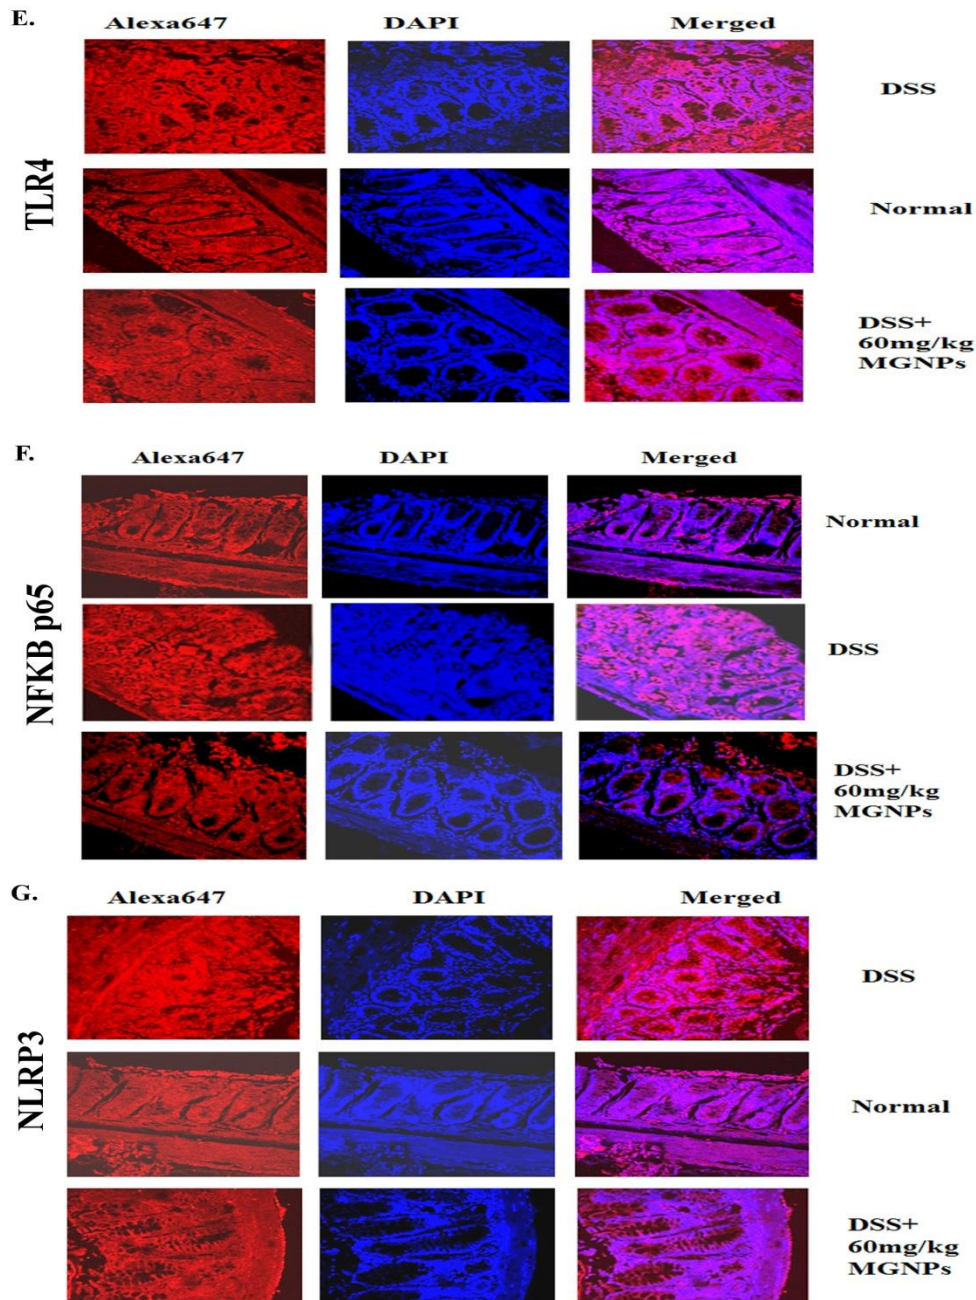 E.
Alexa647 DAPI Merged
TLR4
DSS
Normal
DSS+
60mg/kg
MGNPs
F.
Alexa647 DAPI Merged
NFKB p65
Normal
DSS
DSS+
60mg/kg
MGNPs
G.
Alexa647 DAPI Merged
NLRP3
DSS
Normal
DSS+
60mg/kg
MGNPs